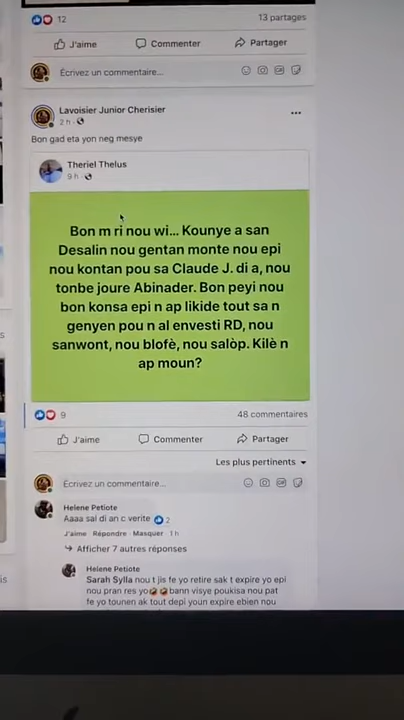 12
13 partages
J'aime
Commenter
Partager
Écrivez un commentaire...
Lavoisier Junior Cherisier
2 h
Bon gad eta yon neg mesye
Theriel Thelus
9 h
Bon m ri nou wi... Kounye a san
Desalin nou gentan monte nou epi
nou kontan pou sa Claude J. di a, nou
tonbe joure Abinader. Bon peyi nou
bon konsa epi n ap likide tout sa n
genyen pou n al envesti RD, nou
sanwont, nou blofè, nou salòp. Kilè n
ap moun?
9
48 commentaires
J'aime
Commenter
Partager
Les plus pertinents
Écrivez un commentaire...
Helene Petiote
Aaaa sal di an c verite
2
J'aime Répondre Masquer 1 h
Afficher 7 autres réponses
Helene Petiote
Sarah Sylla nou t jis fe yo retire sak t expire yo epi
nou pran res yo bann visye poukisa nou pat
fe yo tounen ak tout depi youn expire ebien nou